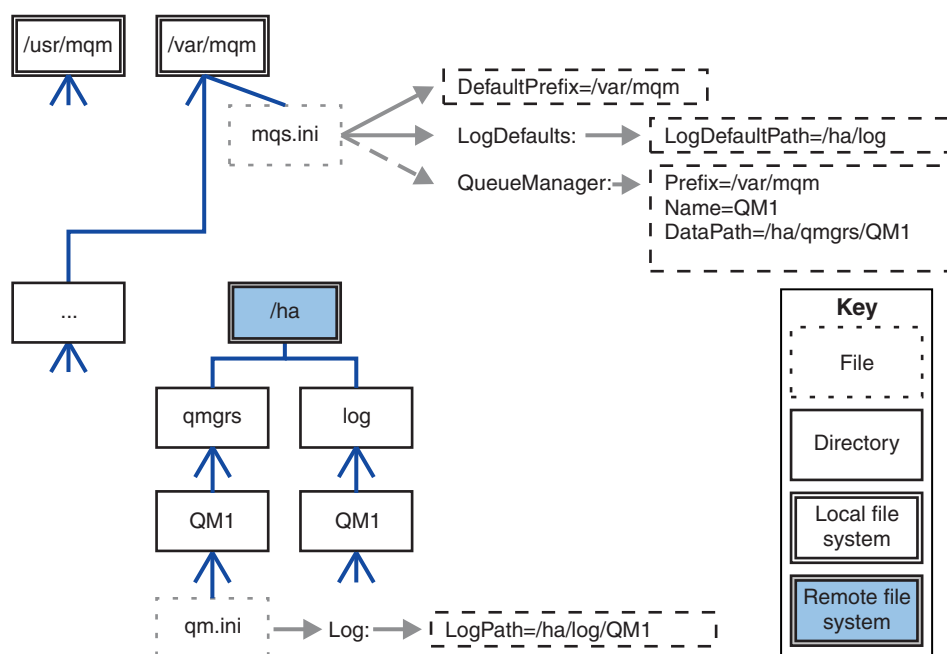 /usr/mqm
/var/mqm
mqs.ini
DefaultPrefix=/var/mqm
LogDefaults:
LogDefaultPath=/ha/log
QueueManager:
Prefix=/var/mqm
Name=QM1
DataPath=/ha/qmgrs/QM1
...
/ha
qmgrs
log
QM1
QM1
qm.ini
Log:
LogPath=/ha/log/QM1
Key
File
Directory
Local file
system
Remote file
system